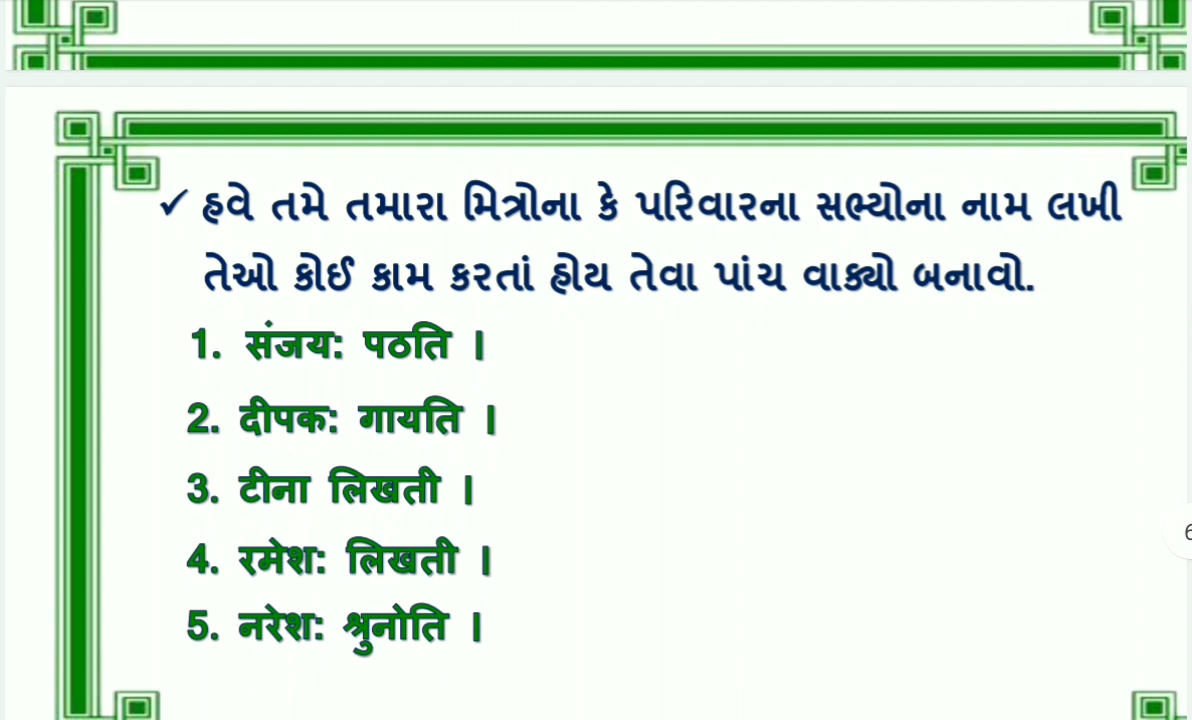 ✓ હવે તમે તમારા મિત્રોના કે પરિવારના સભ્યોના નામ લખી
તેઓ કોઈ કામ કરતાં હોય તેવા પાંચ વાક્યો બનાવો.
1. संजय: पठति ।
2. दीपक: गायति ।
3. टीना लिखती ।
4. रमेश: लिखती ।
5. नरेश: श्रुनोति ।
6